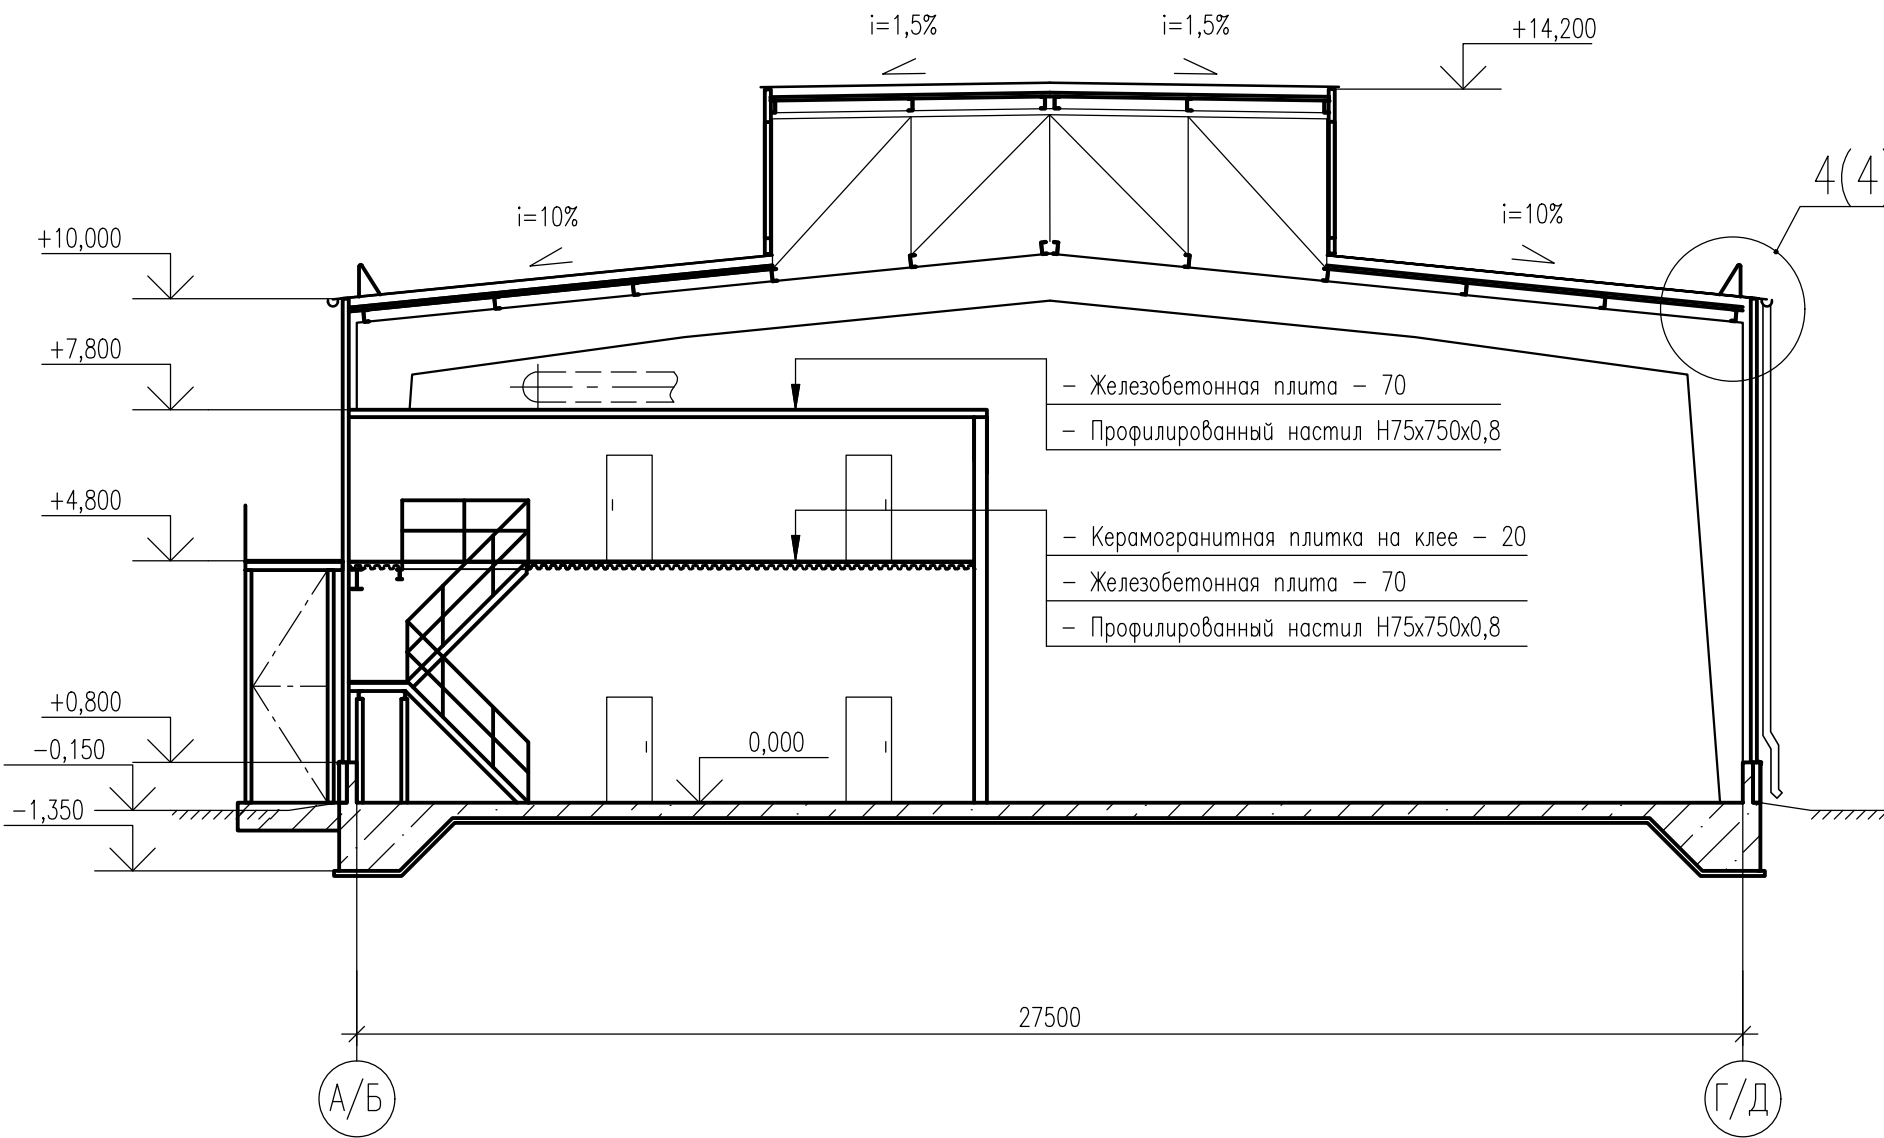 i=1,5%
i=1,5%
+14,200
4(4
i=10%
i=10%
+10,000
+7,800
– Железобетонная плита – 70
– Профилированный настил Н75х750х0,8
+4,800
– Керамогранитная плитка на клее – 20
– Железобетонная плита – 70
– Профилированный настил Н75х750х0,8
+0,800
-0,150
0,000
-1,350
27500
А/Б
Г/Д